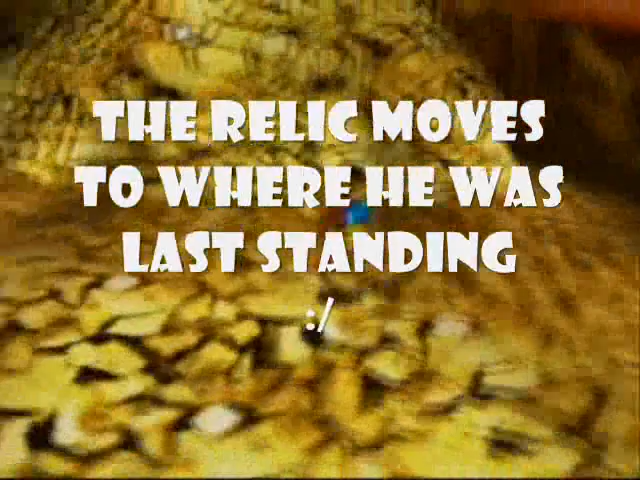 THE RELIC MOVES
TO WHERE HE WAS
LAST STANDING
:/